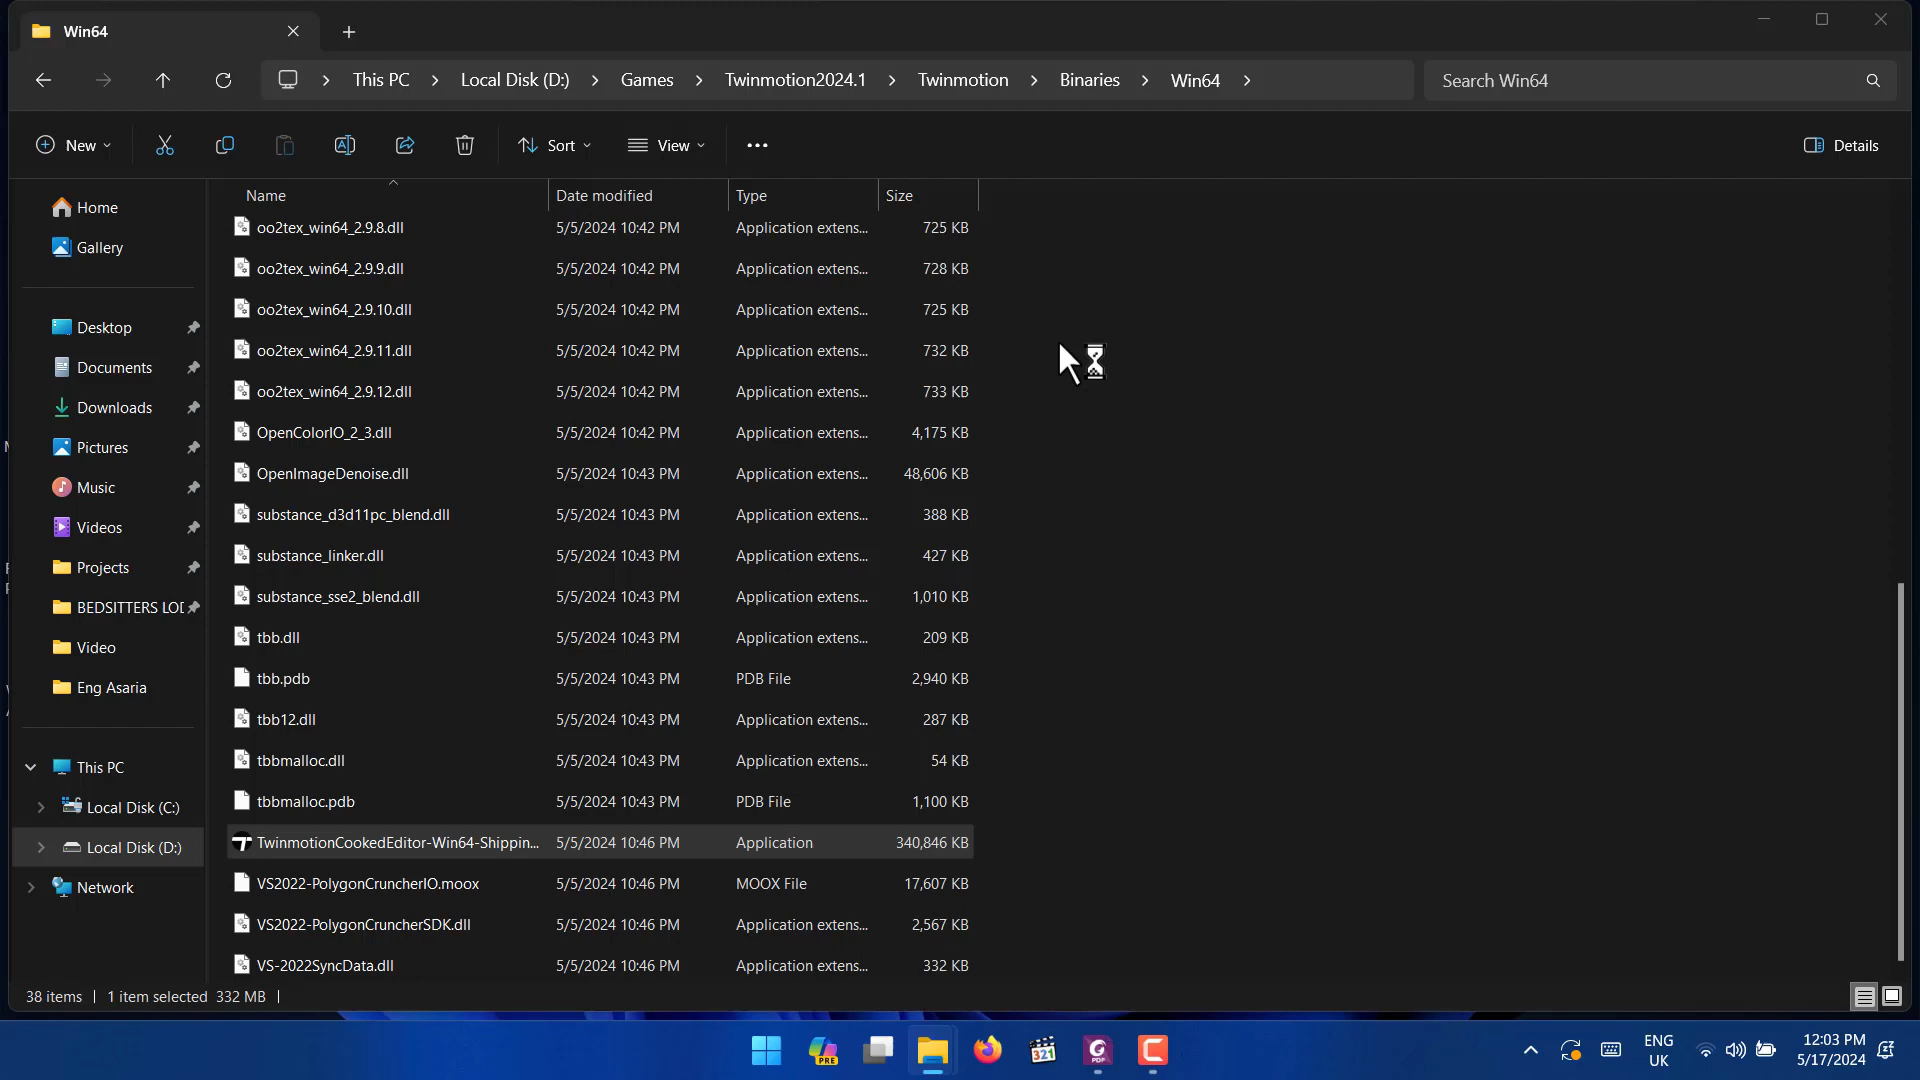 Win64
This PC
Local Disk (D:)
Games
Twinmotion2024.1
Twinmotion
Binaries
Win64
Search Win64
New
Sort
View
Details
Name
Date modified
Type
Size
Home
Gallery
Desktop
Documents
Downloads
Pictures
Music
Videos
Projects
BEDSITTERS LO
Video
Eng Asaria
This PC
Local Disk (C:)
Local Disk (D:)
Network
oo2tex_win64_2.9.8.dll 5/5/2024 10:42 PM Application extens... 725 KB
oo2tex_win64_2.9.9.dll 5/5/2024 10:42 PM Application extens... 728 KB
oo2tex_win64_2.9.10.dll 5/5/2024 10:42 PM Application extens... 725 KB
oo2tex_win64_2.9.11.dll 5/5/2024 10:42 PM Application extens... 732 KB
oo2tex_win64_2.9.12.dll 5/5/2024 10:42 PM Application extens... 733 KB
OpenColorIO_2_3.dll 5/5/2024 10:42 PM Application extens... 4,175 KB
OpenImageDenoise.dll 5/5/2024 10:43 PM Application extens... 48,606 KB
substance_d3d11pc_blend.dll 5/5/2024 10:43 PM Application extens... 388 KB
substance_linker.dll 5/5/2024 10:43 PM Application extens... 427 KB
substance_sse2_blend.dll 5/5/2024 10:43 PM Application extens... 1,010 KB
tbb.dll 5/5/2024 10:43 PM Application extens... 209 KB
tbb.pdb 5/5/2024 10:43 PM PDB File 2,940 KB
tbb12.dll 5/5/2024 10:43 PM Application extens... 287 KB
tbbmalloc.dll 5/5/2024 10:43 PM Application extens... 54 KB
tbbmalloc.pdb 5/5/2024 10:43 PM PDB File 1,100 KB
TwinmotionCookedEditor-Win64-Shippin... 5/5/2024 10:46 PM Application 340,846 KB
VS2022-PolygonCruncherIO.moox 5/5/2024 10:46 PM MOOX File 17,607 KB
VS2022-PolygonCruncherSDK.dll 5/5/2024 10:46 PM Application extens... 2,567 KB
VS-2022SyncData.dll 5/5/2024 10:46 PM Application extens... 332 KB
38 items
1 item selected 332 MB
PRE
321
PDF
ENG
UK
12:03 PM
5/17/2024